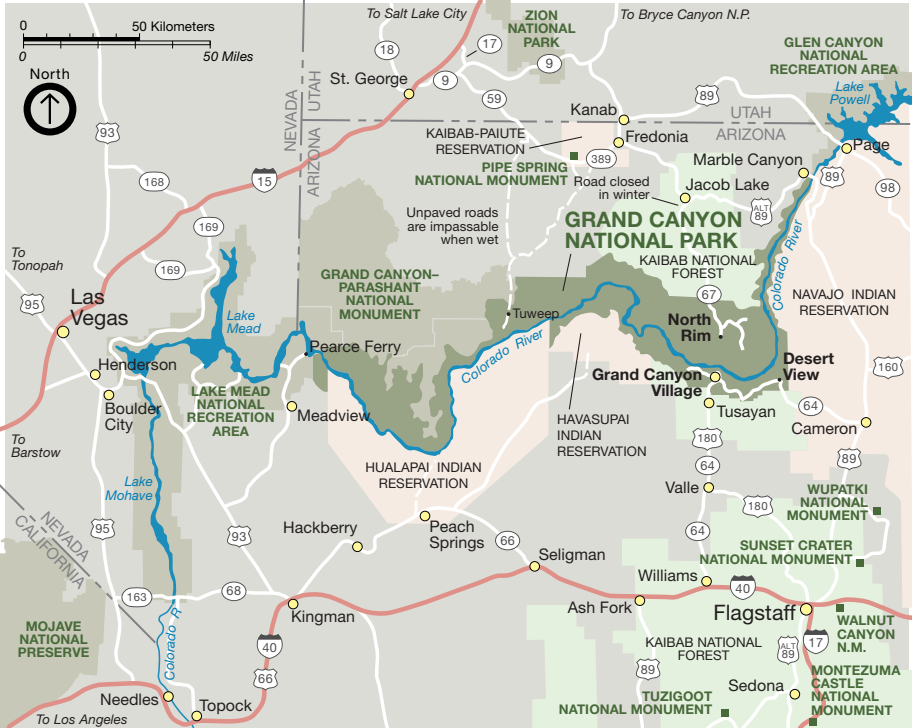 0
50 Kilometers
0
50 Miles
North
To Salt Lake City
To Bryce Canyon N.P.
ZION
NATIONAL
PARK
GLEN CANYON
NATIONAL
RECREATION AREA
Lake
Powell
18
17
9
9
59
St. George
89
Kanab
UTAH
ARIZONA
NEVADA
UTAH
ARIZONA
93
KAIBAB-PAIUTE
RESERVATION
Fredonia
Page
PIPE SPRING
NATIONAL MONUMENT
389
Marble Canyon
89
98
Road closed
in winter
Jacob Lake
ALT
89
15
168
169
169
Unpaved roads
are impassable
when wet
GRAND CANYON
NATIONAL PARK
KAIBAB NATIONAL
FOREST
Colorado River
To
Tonopah
95
GRAND CANYON–
PARASHANT
NATIONAL
MONUMENT
67
NAVAJO INDIAN
RESERVATION
Las
Vegas
Lake
Mead
Tuweep
North
Rim
Pearce Ferry
Colorado River
Henderson
Grand Canyon
Village
Desert
View
160
Boulder
City
LAKE MEAD
NATIONAL
RECREATION
AREA
Meadview
HAVASUPAI
INDIAN
RESERVATION
Tusayan
64
Cameron
To
Barstow
180
64
89
HUALAPAI INDIAN
RESERVATION
Lake
Mohave
Valle
180
WUPATKI
NATIONAL
MONUMENT
NEVADA
CALIFORNIA
95
93
Hackberry
Peach
Springs
66
64
SUNSET CRATER
NATIONAL MONUMENT
Seligman
Williams
40
163
68
Kingman
Ash Fork
Flagstaff
Colorado R
MOJAVE
NATIONAL
PRESERVE
40
66
KAIBAB NATIONAL
FOREST
89
ALT
89
17
WALNUT
CANYON
N.M.
Needles
Topock
Sedona
MONTEZUMA
CASTLE
NATIONAL
MONUMENT
TUZIGOOT
NATIONAL MONUMENT
To Los Angeles